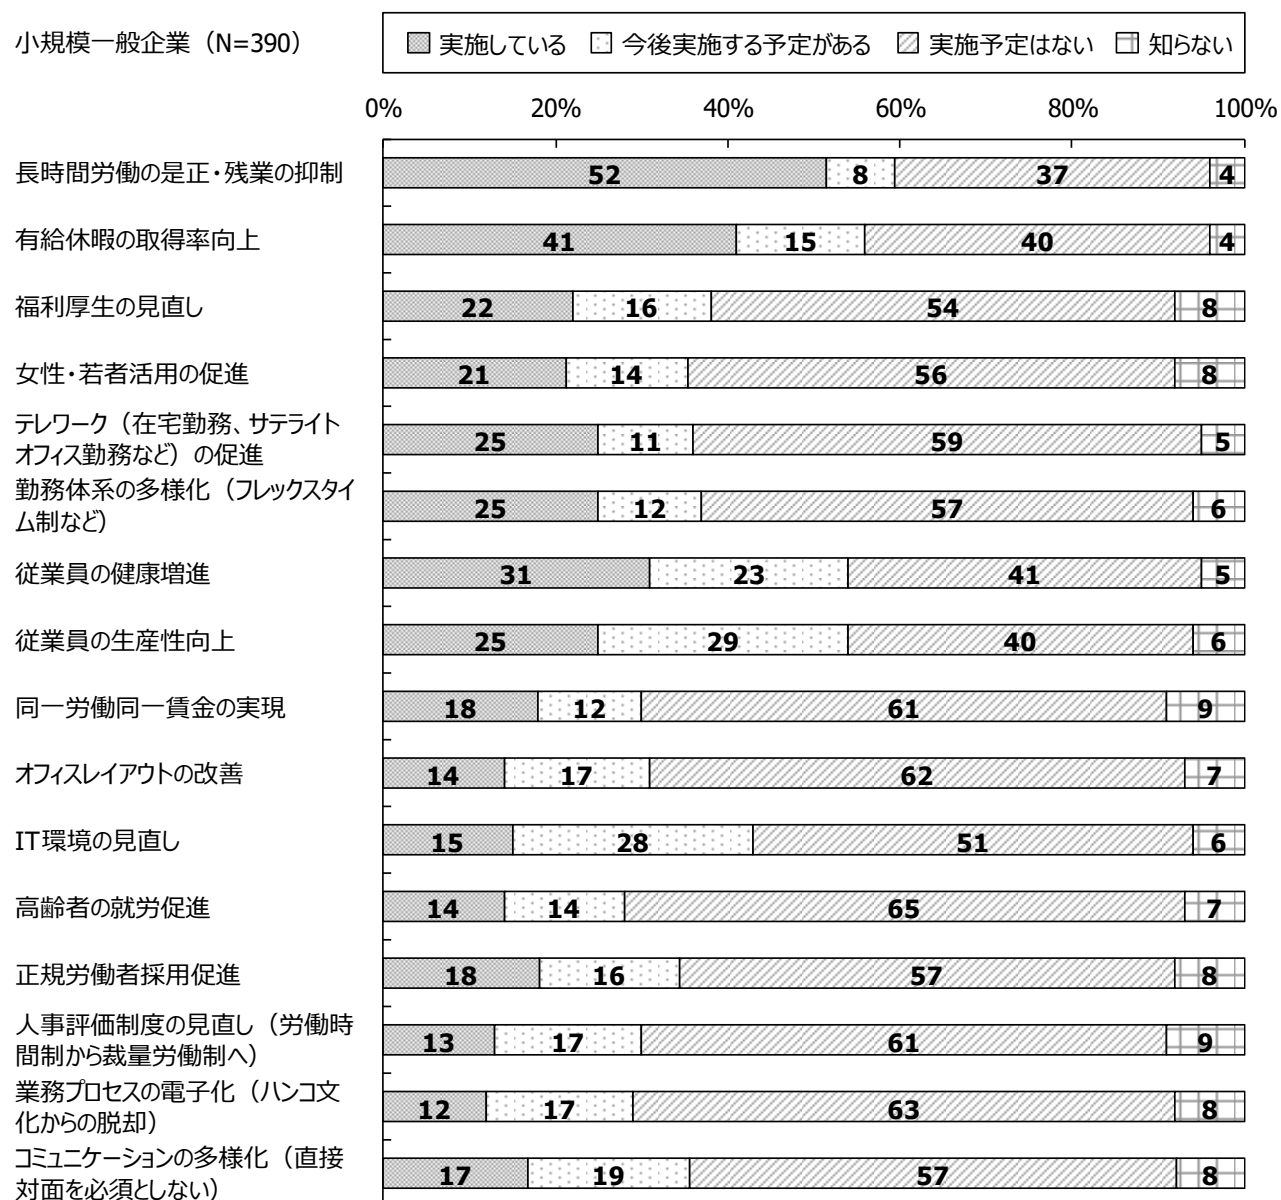 小規模一般企業（N=390）
実施している 今後実施する予定がある 実施予定はない 知らない
0% 20% 40% 60% 80% 100%
長時間労働の是正・残業の抑制 52 8 37 4
有給休暇の取得率向上 41 15 40 4
福利厚生の見直し 22 16 54 8
女性・若者活用の促進 21 14 56 8
テレワーク（在宅勤務、サテライト
オフィス勤務など）の促進 25 11 59 5
勤務体系の多様化（フレックスタイ
ム制など） 25 12 57 6
従業員の健康増進 31 23 41 5
従業員の生産性向上 25 29 40 6
同一労働同一賃金の実現 18 12 61 9
オフィスレイアウトの改善 14 17 62 7
IT環境の見直し 15 28 51 6
高齢者の就労促進 14 14 65 7
正規労働者採用促進 18 16 57 8
人事評価制度の見直し（労働時
間制から裁量労働制へ） 13 17 61 9
業務プロセスの電子化（ハンコ文
化からの脱却） 12 17 63 8
コミュニケーションの多様化（直接
対面を必須としない） 17 19 57 8